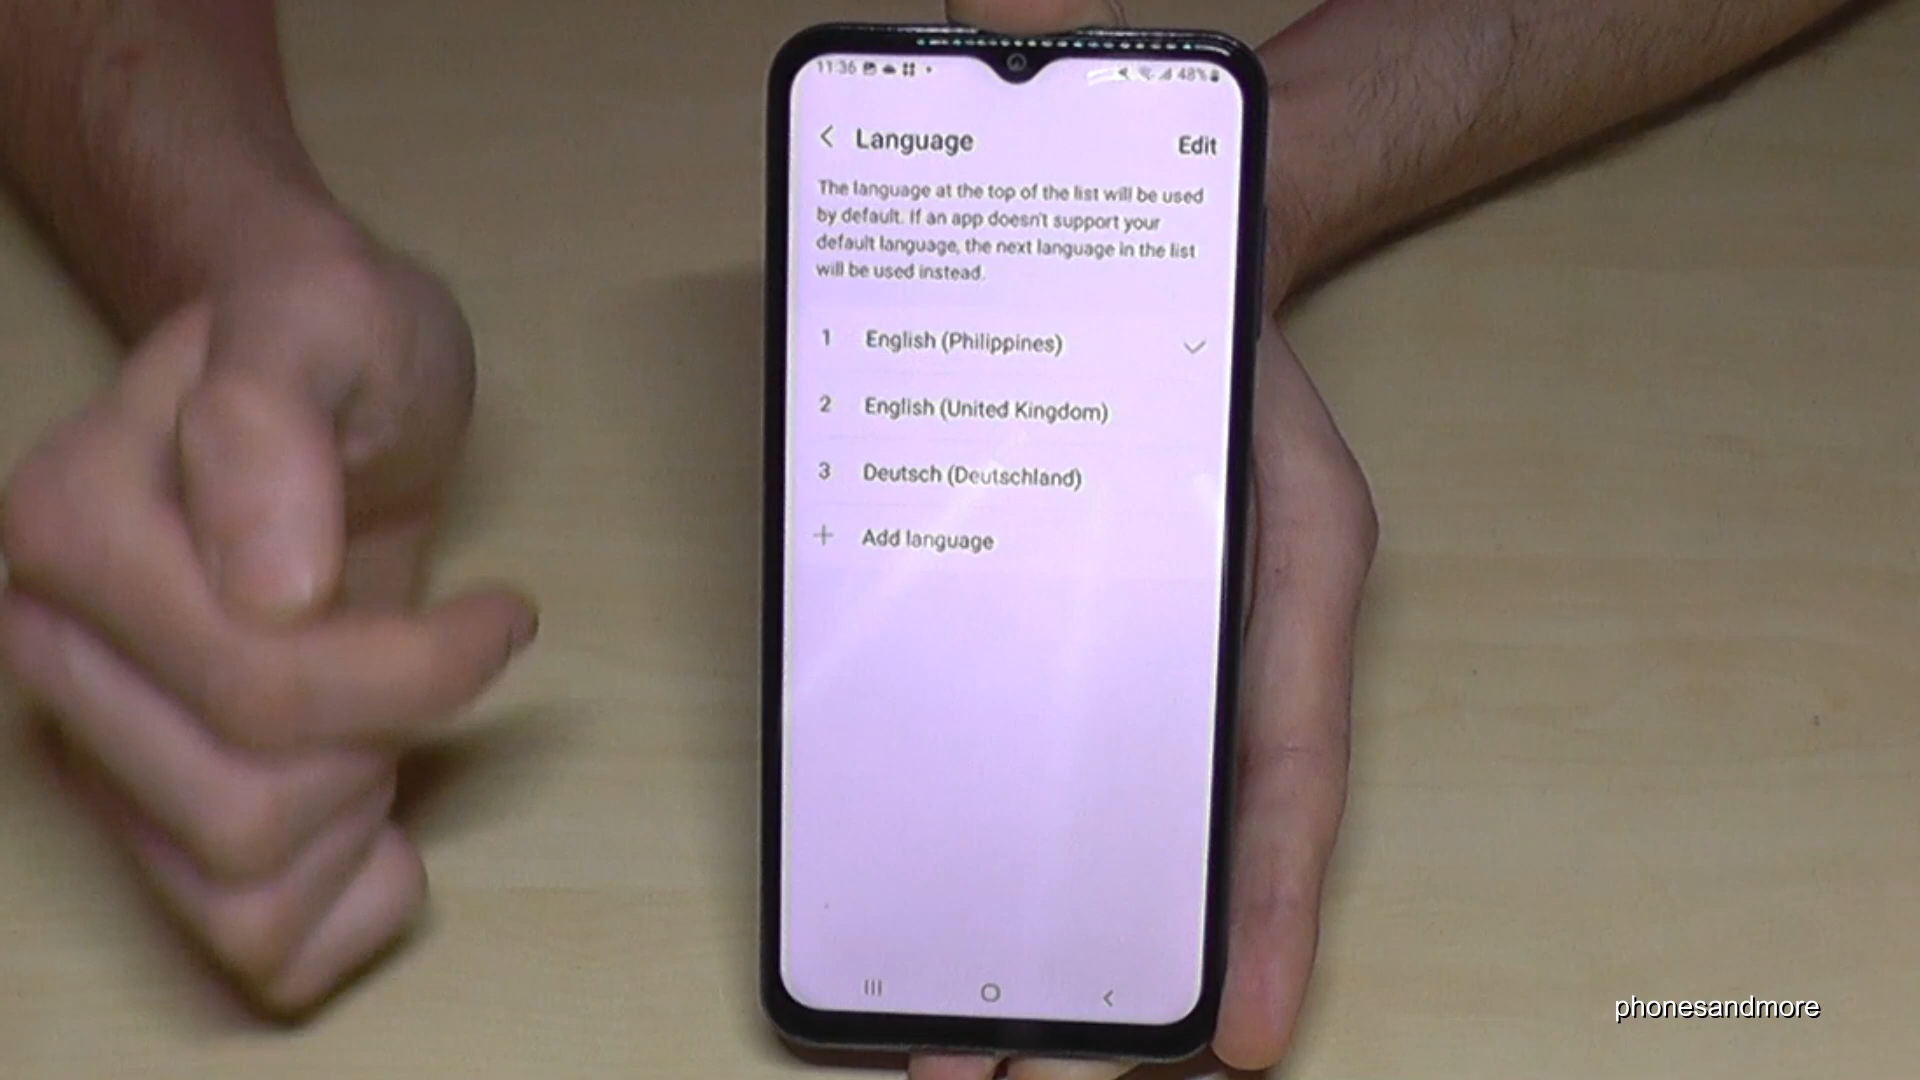 11:36
48%
Language
Edit
The language at the top of the list will be used
by default. If an app doesn't support your
default language, the next language in the list
will be used instead.
1 English (Philippines)
2 English (United Kingdom)
3 Deutsch (Deutschland)
+ Add language
phonesandmore